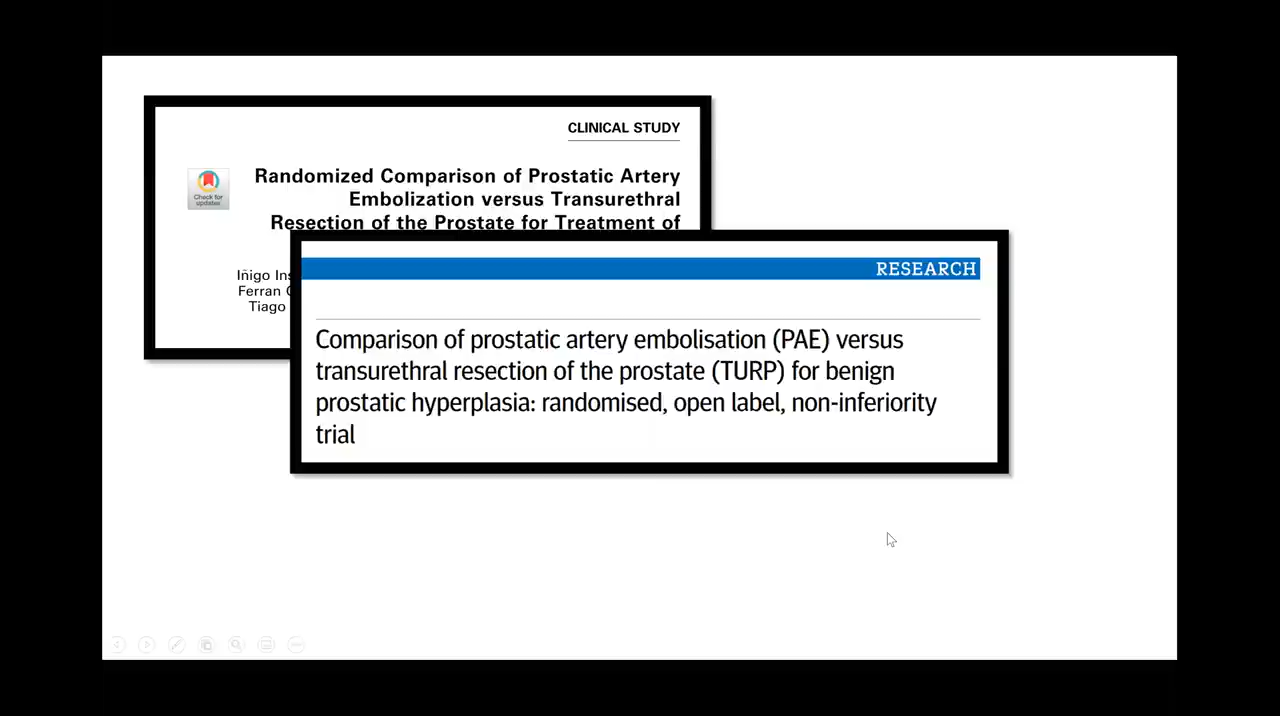 CLINICAL STUDY
Check for
updates
Randomized Comparison of Prostatic Artery
Embolization versus Transurethral
Resection of the Prostate for Treatment of
Iñigo
Ferran
Tiago
RESEARCH
Comparison of prostatic artery embolisation (PAE) versus
transurethral resection of the prostate (TURP) for benign
prostatic hyperplasia: randomised, open label, non-inferiority
trial